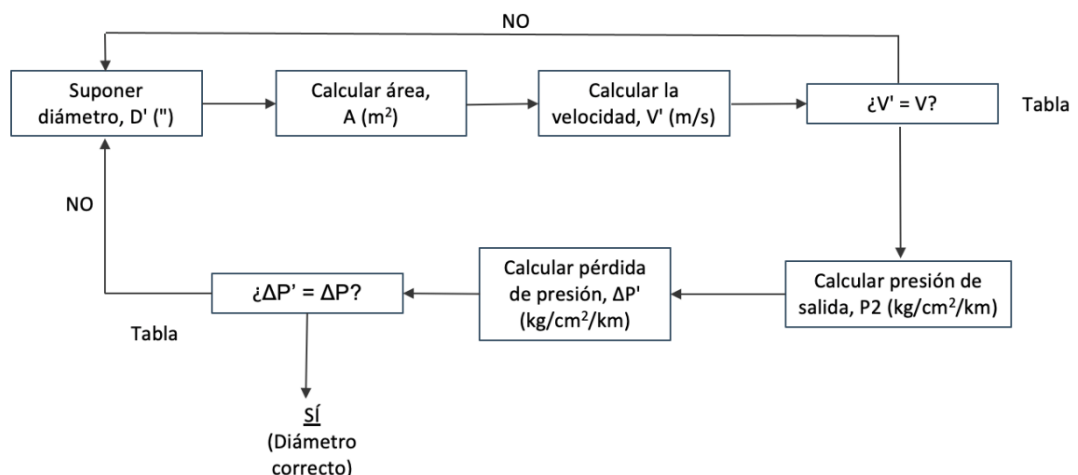 NO
Suponer
diámetro, D' (")
Calcular área,
A (m²)
Calcular la
velocidad, V' (m/s)
¿V' = V?
Tabla
NO
Calcular presión de
salida, P2 (kg/cm²/km)
Calcular pérdida
de presión, ΔP'
(kg/cm²/km)
¿ΔP’ = ΔP?
Tabla
SÍ
(Diámetro
correcto)